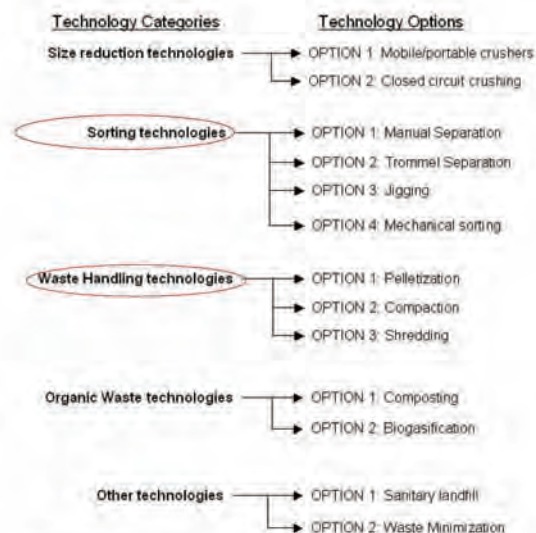 Technology Categories Technology Options
Size reduction technologies OPTION 1: Mobile/portable crushers
OPTION 2: Closed circuit crushing
Sorting technologies OPTION 1: Manual Separation
OPTION 2: Trommel Separation
OPTION 3: Jigging
OPTION 4: Mechanical sorting
Waste Handling technologies OPTION 1: Pelletization
OPTION 2: Compaction
OPTION 3: Shredding
Organic Waste technologies OPTION 1: Composting
OPTION 2: Biogasification
Other technologies OPTION 1: Sanitary landfill
OPTION 2: Waste Minimization